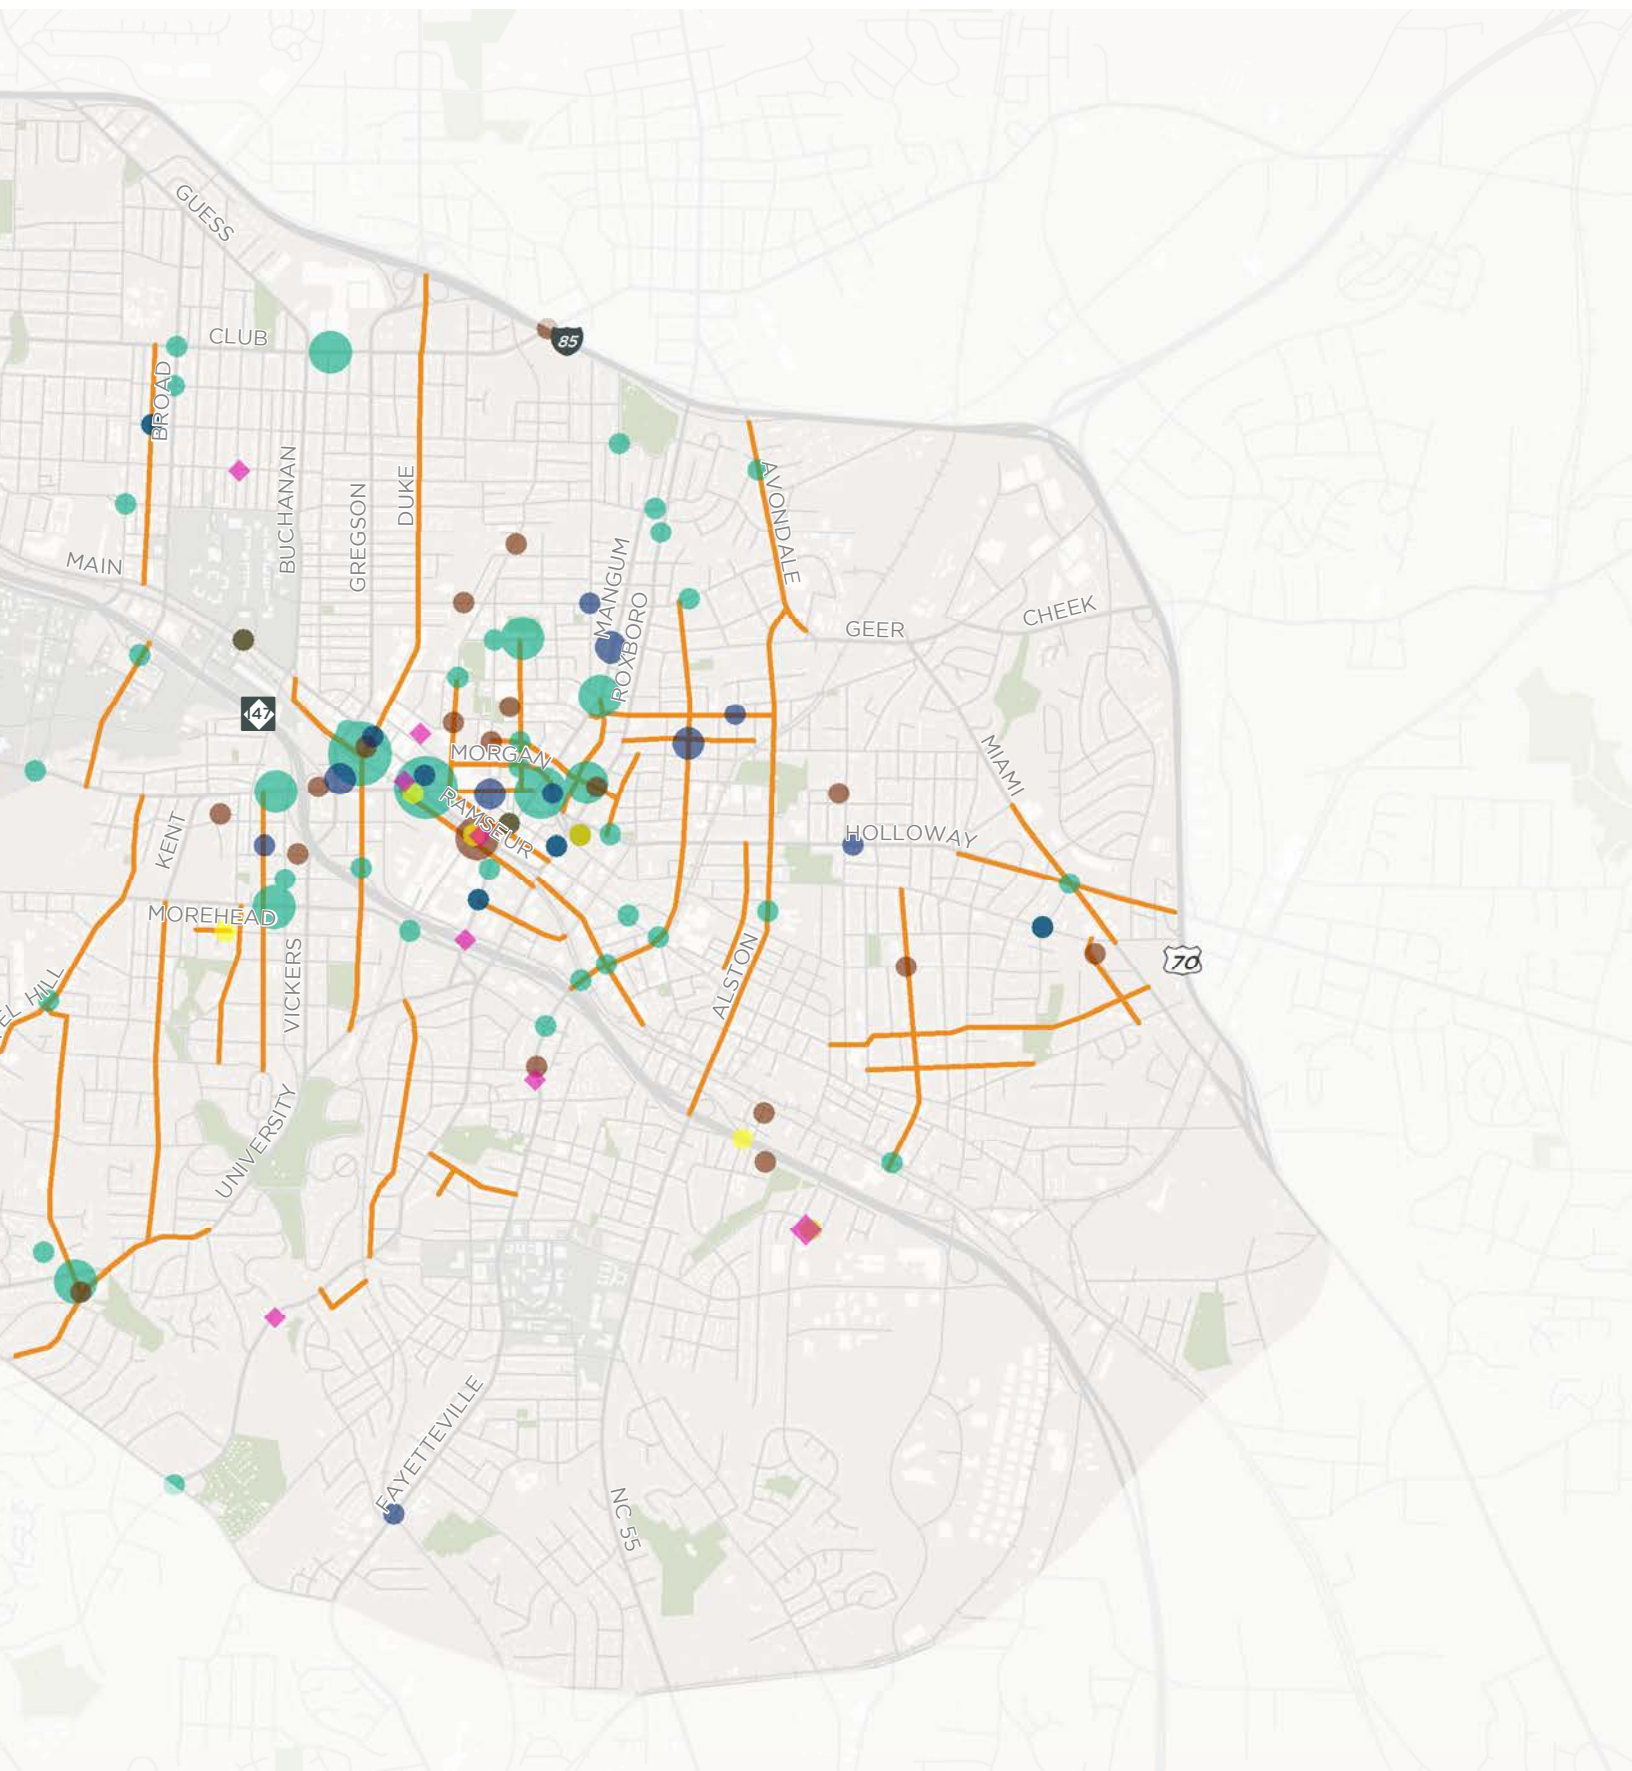 GUESS
CLUB
85
BROAD
BUCHANAN
GREGSON
DUKE
AVONDALE
MAIN
MANGUM
ROXBORO
CHEEK
GEER
147
MORGAN
MIAMI
RAMSEUR
KENT
HOLLOWAY
MOREHEAD
VICKERS
ALSTON
70
EL HILL
UNIVERSITY
FAYETTEVILLE
NC 55